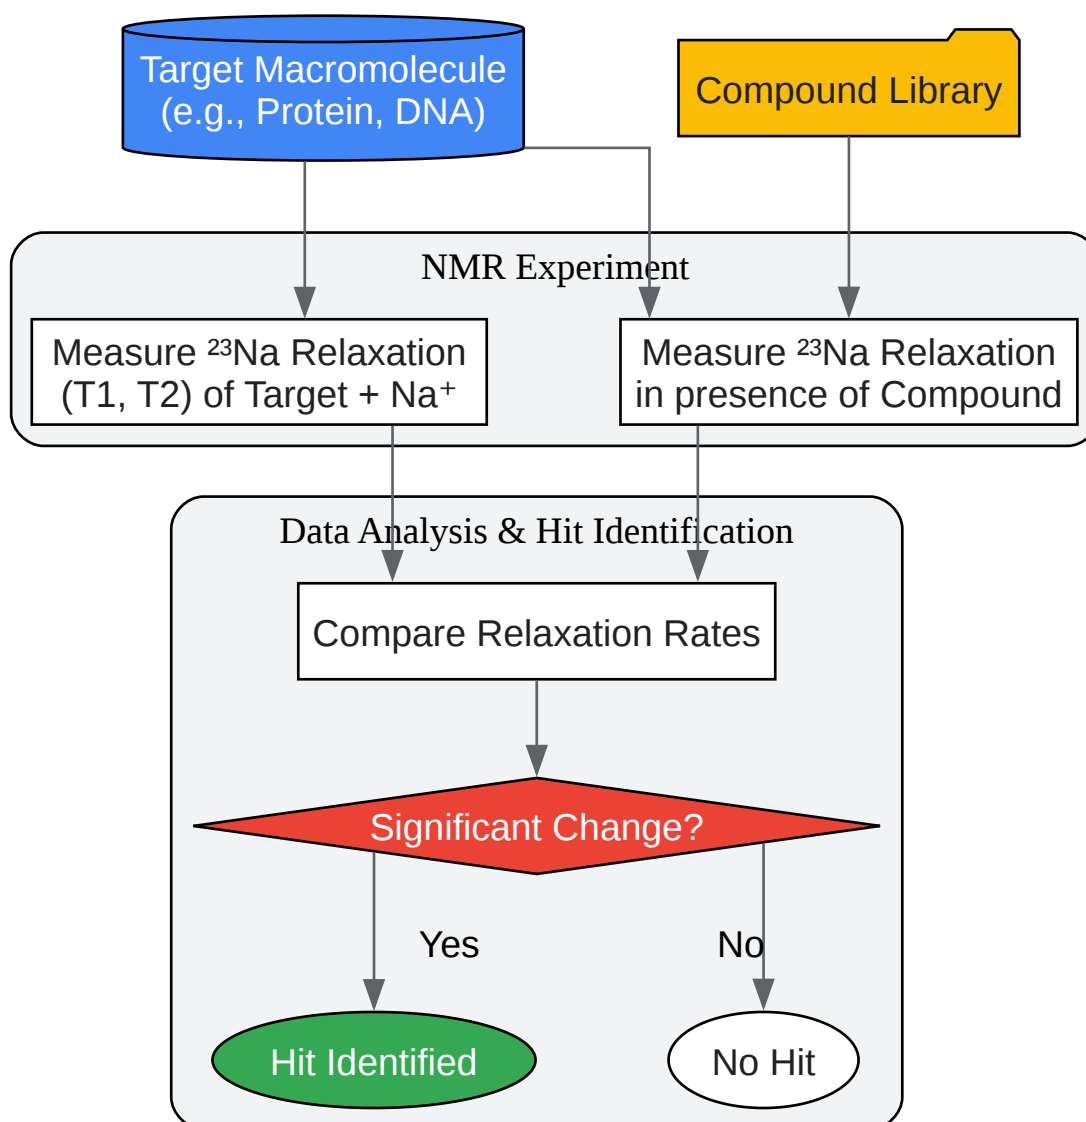 Target Macromolecule
(e.g., Protein, DNA)
Compound Library
NMR Experiment
Measure ²³Na Relaxation
(T1, T2) of Target + Na⁺
Measure ²³Na Relaxation
in presence of Compound
Data Analysis & Hit Identification
Compare Relaxation Rates
Significant Change?
Yes
No
Hit Identified
No Hit